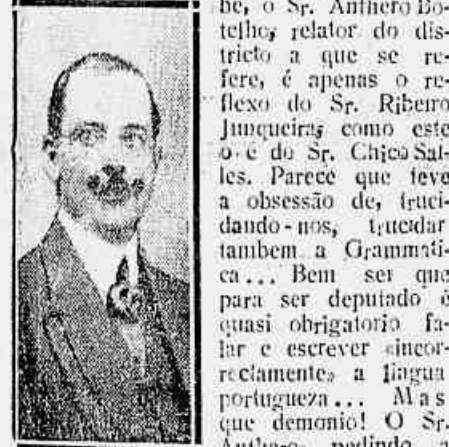 be, o Sr. Anthero Bo-
telho, relator do dis-
tricto a que se re-
fere, é apenas o re-
flexo do Sr. Ribeiro
Junqueira, como este
o é do Sr. Chico Sal-
les. Parece que teve
a obsessão de, truci-
dando-nos, trucidar
tambem a Grammati-
ca... Bem sei que
para ser deputado é
quasi obrigatorio fa-
lar e escrever «incor-
rectamente» a lingua
portugueza... Mas
que demonio! O Sr.
Anthero, pedindo a